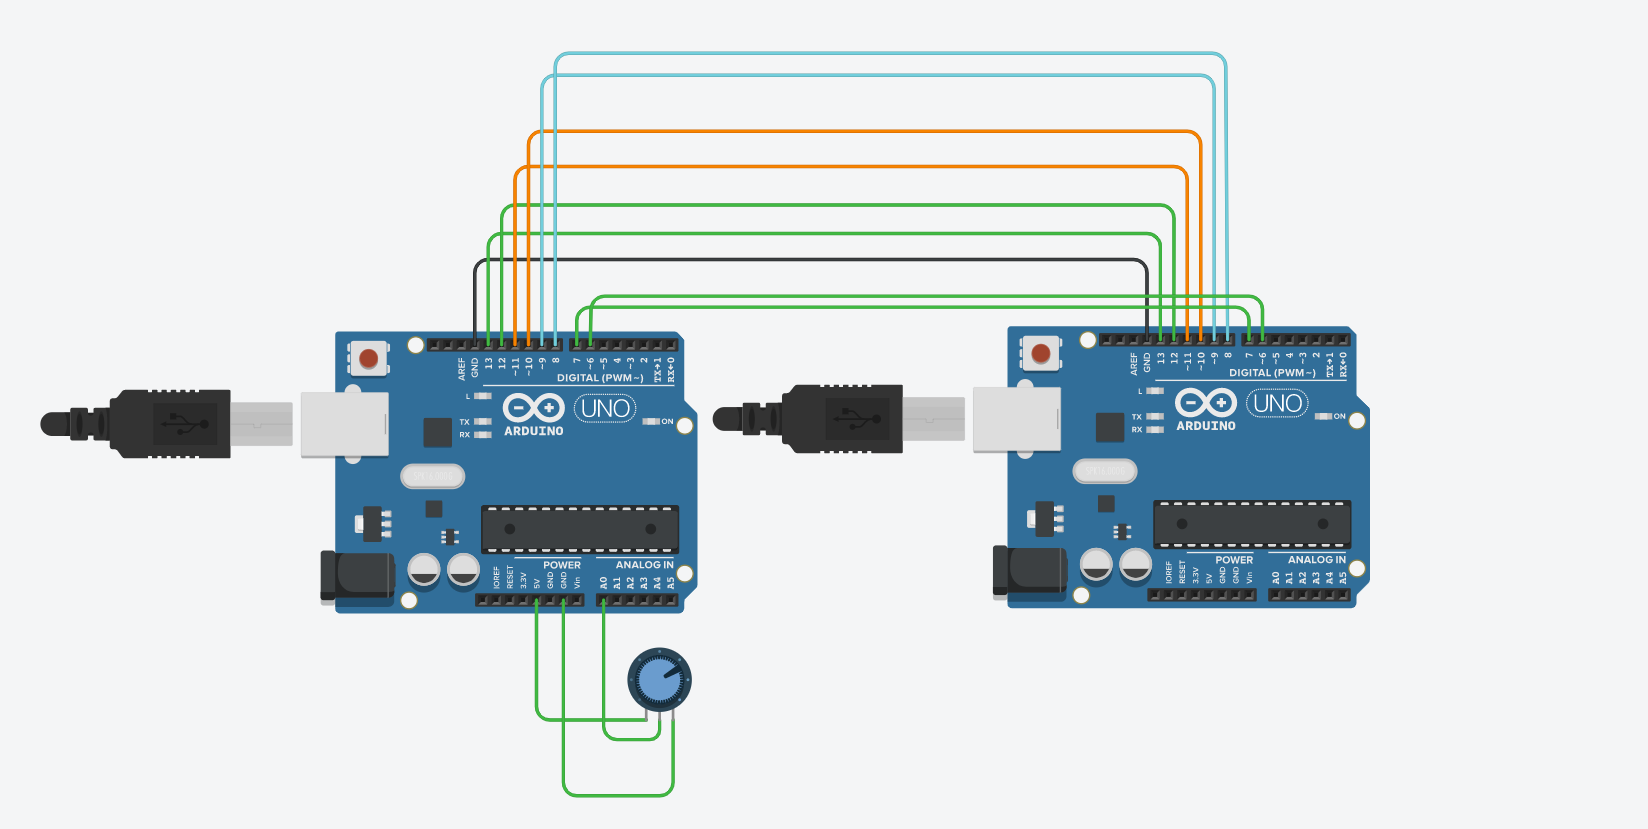 AREF
GND
13
12
~11
~10
~9
8
7
~6
~5
4
~3
2
TX→1
RX←0
DIGITAL (PWM~)
L
TX
RX
ARDUINO
UNO
ON
POWER
ANALOG IN
IOREF
RESET
3.3V
5V
GND
GND
Vin
A0
A1
A2
A3
A4
A5
AREF
GND
13
12
~11
~10
~9
8
7
~6
~5
4
~3
2
TX→1
RX←0
DIGITAL (PWM~)
L
TX
RX
ARDUINO
UNO
ON
POWER
ANALOG IN
IOREF
RESET
3.3V
5V
GND
GND
Vin
A0
A1
A2
A3
A4
A5